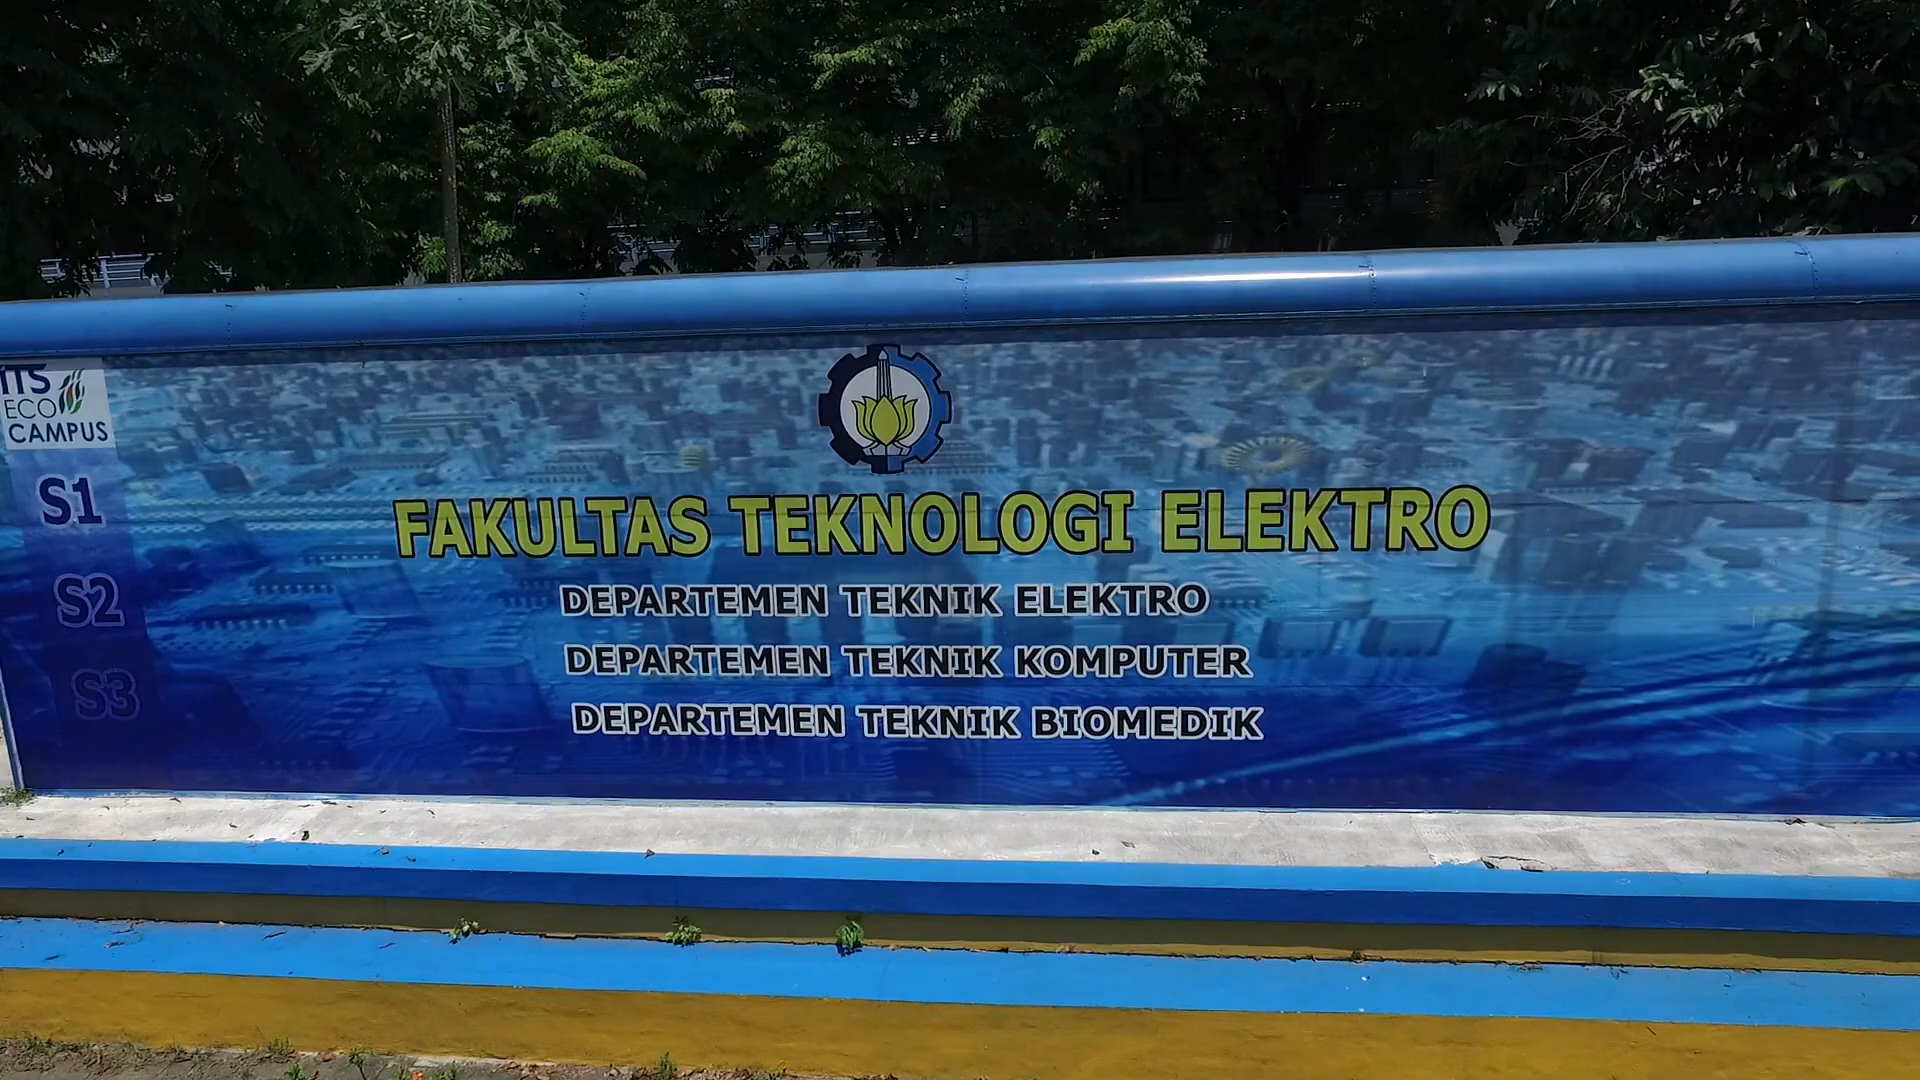 ITS
ECO
CAMPUS
S1
S2
S3
FAKULTAS TEKNOLOGI ELEKTRO
DEPARTEMEN TEKNIK ELEKTRO
DEPARTEMEN TEKNIK KOMPUTER
DEPARTEMEN TEKNIK BIOMEDIK